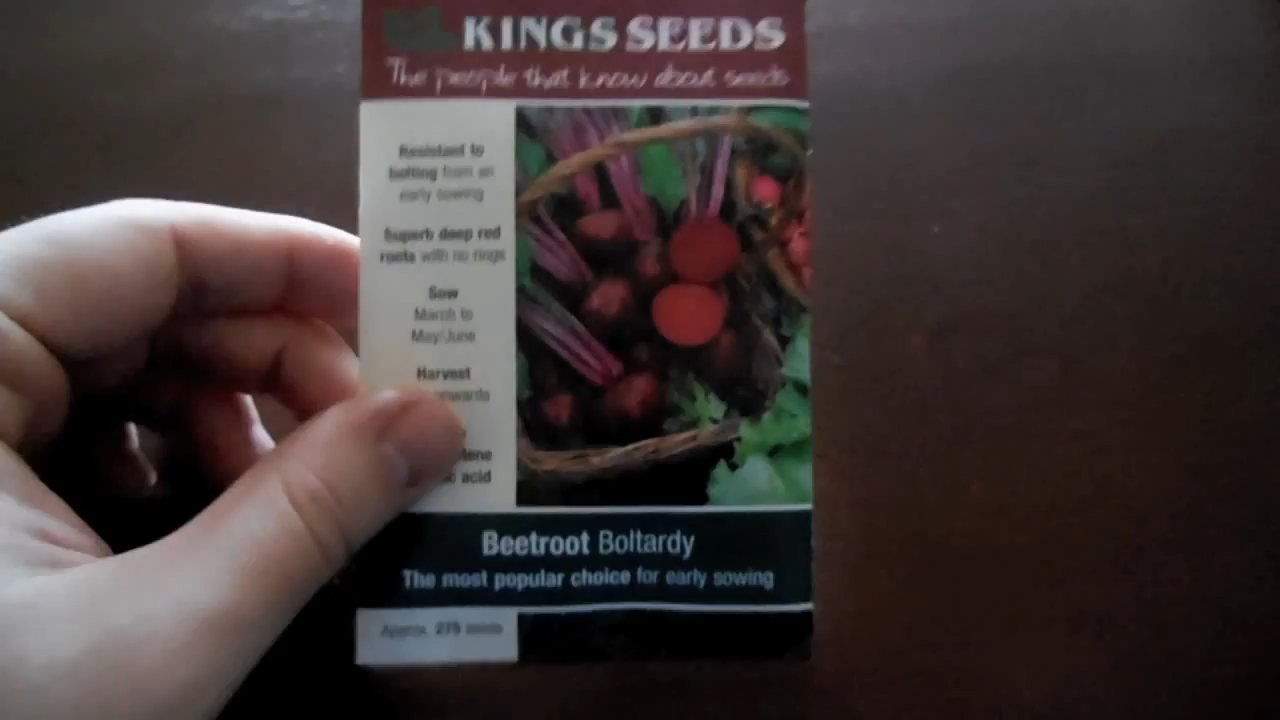 KINGS SEEDS
The people that know about seeds
Resistant to
bolting from an
early sowing
Superb deep red
roots with no rings
Sow
March to
May/June
Harvest
onwards
acid
Beetroot Boltardy
The most popular choice for early sowing
Approx. 275 seeds